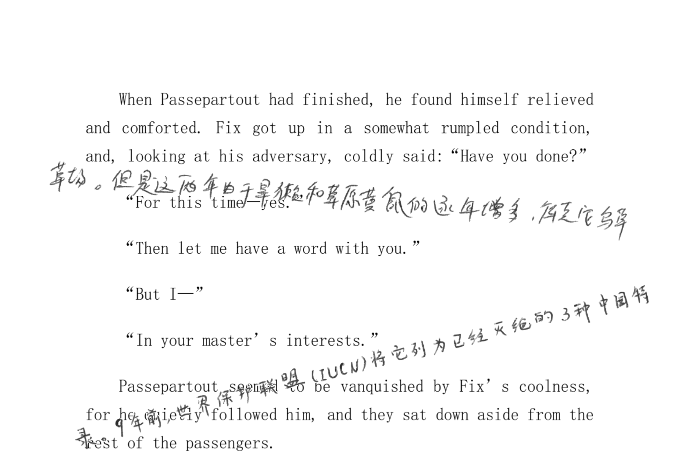 When Passepartout had finished, he found himself relieved
and comforted. Fix got up in a somewhat rumpled condition,
and, looking at his adversary, coldly said:“Have you done?”
草场。但是这两年由于旱獭和草原黄鼠的逐年增多,库克它乌草
“For this time—yes.”
“Then let me have a word with you.”
“But I—”
“In your master’s interests.”
录。9年前,世界保护联盟(IUCN)将它列为已经灭绝的3种中国特
Passepartout seemed to be vanquished by Fix’s coolness,
for he quietly followed him, and they sat down aside from the
rest of the passengers.